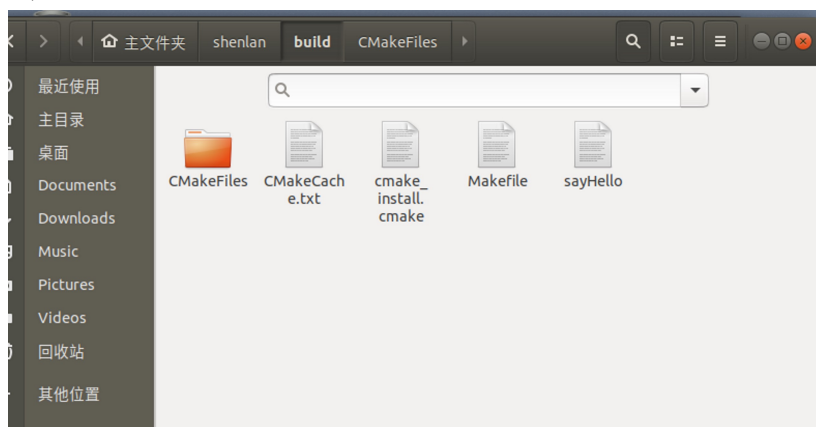 主文件夹 shenlan build CMakeFiles
最近使用
主目录
桌面
Documents
Downloads
Music
Pictures
Videos
回收站
其他位置
CMakeFiles
CMakeCach
e.txt
cmake_
install.
cmake
Makefile
sayHello